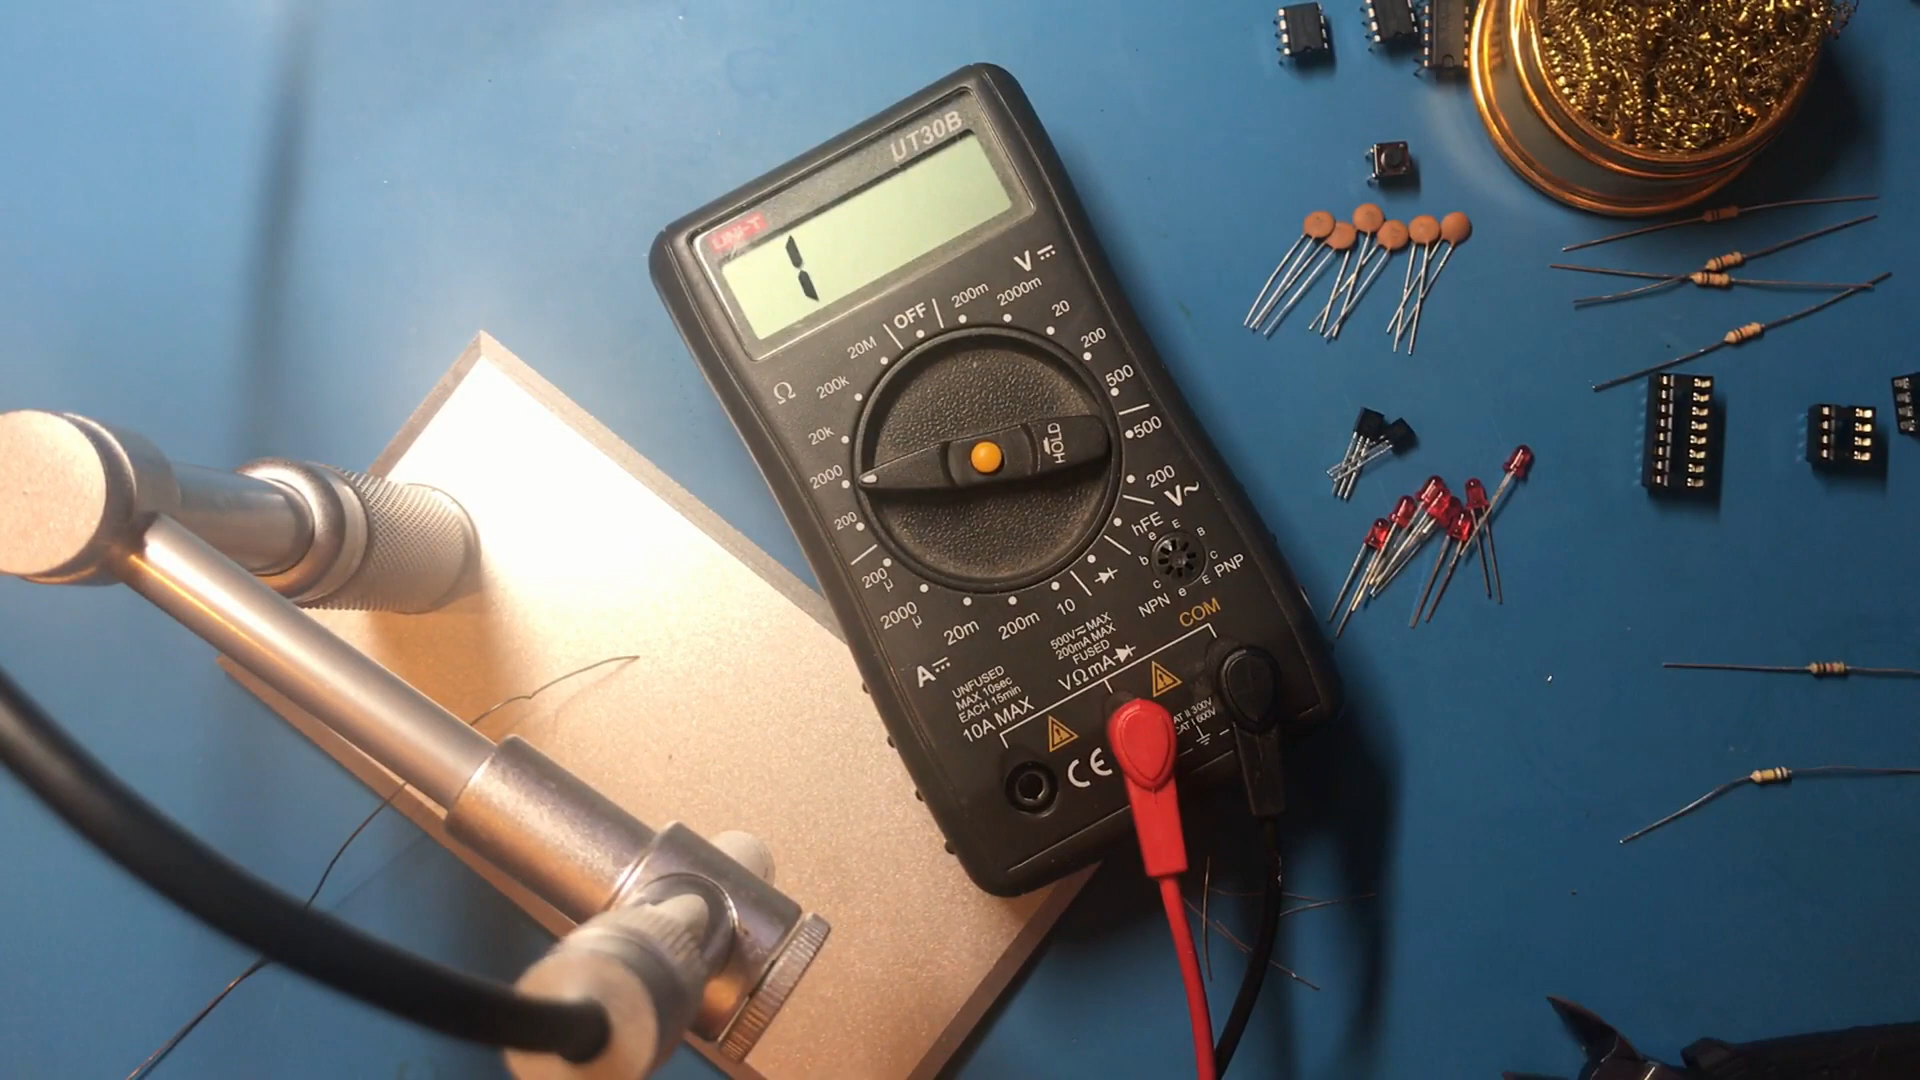 UT30B
UNI-T
1
OFF
V⎓
200m
2000m
20
200
500
500
200
V~
hFE
20M
Ω
200k
20k
2000
200
200μ
2000μ
20m
200m
10
A⎓
HOLD
E
B
C
E
e
b
c
e
PNP
NPN
COM
500V≂MAX
200mA MAX
FUSED
VΩmA
UNFUSED
MAX 10sec
EACH 15min
10A MAX
CE
CAT II 300V
CAT I 600V